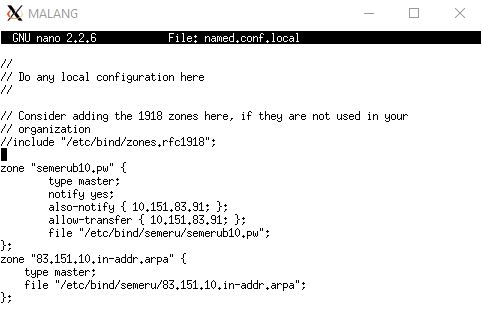 MALANG
GNU nano 2.2.6 File: named.conf.local
//
// Do any local configuration here
//
// Consider adding the 1918 zones here, if they are not used in your
// organization
//include "/etc/bind/zones.rfc1918";
zone "semerub10.pw" {
type master;
notify yes;
also-notify { 10.151.83.91; };
allow-transfer { 10.151.83.91; };
file "/etc/bind/semeru/semerub10.pw";
};
zone "83.151.10.in-addr.arpa" {
type master;
file "/etc/bind/semeru/83.151.10.in-addr.arpa";
};